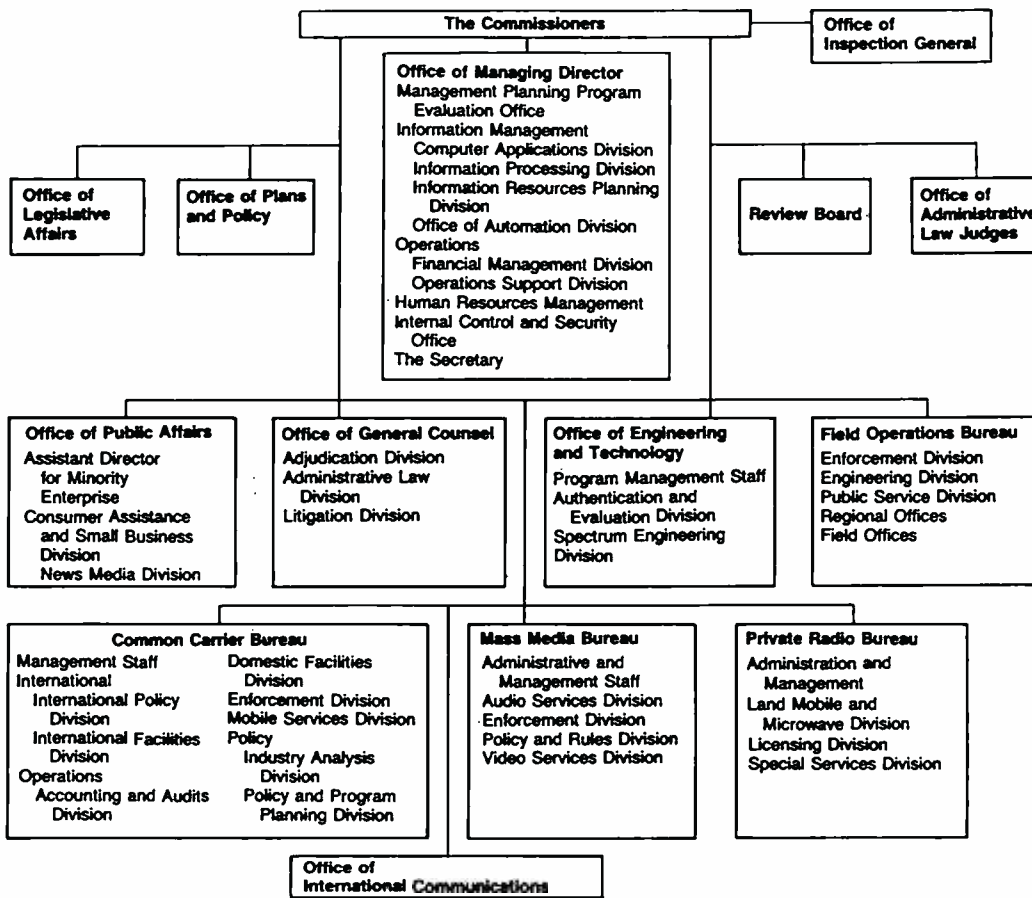 The Commissioners
Office of
Inspection General
Office of Managing Director
Management Planning Program
Evaluation Office
Information Management
Computer Applications Division
Information Processing Division
Information Resources Planning
Division
Office of Automation Division
Operations
Financial Management Division
Operations Support Division
Human Resources Management
Internal Control and Security
Office
The Secretary
Office of
Legislative
Affairs
Office of Plans
and Policy
Review Board
Office of
Administrative
Law Judges
Office of Public Affairs
Assistant Director
for Minority
Enterprise
Consumer Assistance
and Small Business
Division
News Media Division
Office of General Counsel
Adjudication Division
Administrative Law
Division
Litigation Division
Office of Engineering
and Technology
Program Management Staff
Authentication and
Evaluation Division
Spectrum Engineering
Division
Field Operations Bureau
Enforcement Division
Engineering Division
Public Service Division
Regional Offices
Field Offices
Common Carrier Bureau
Management Staff
International
International Policy
Division
International Facilities
Division
Operations
Accounting and Audits
Division
Domestic Facilities
Division
Enforcement Division
Mobile Services Division
Policy
Industry Analysis
Division
Policy and Program
Planning Division
Mass Media Bureau
Administrative and
Management Staff
Audio Services Division
Enforcement Division
Policy and Rules Division
Video Services Division
Private Radio Bureau
Administration and
Management
Land Mobile and
Microwave Division
Licensing Division
Special Services Division
Office of
International Communications